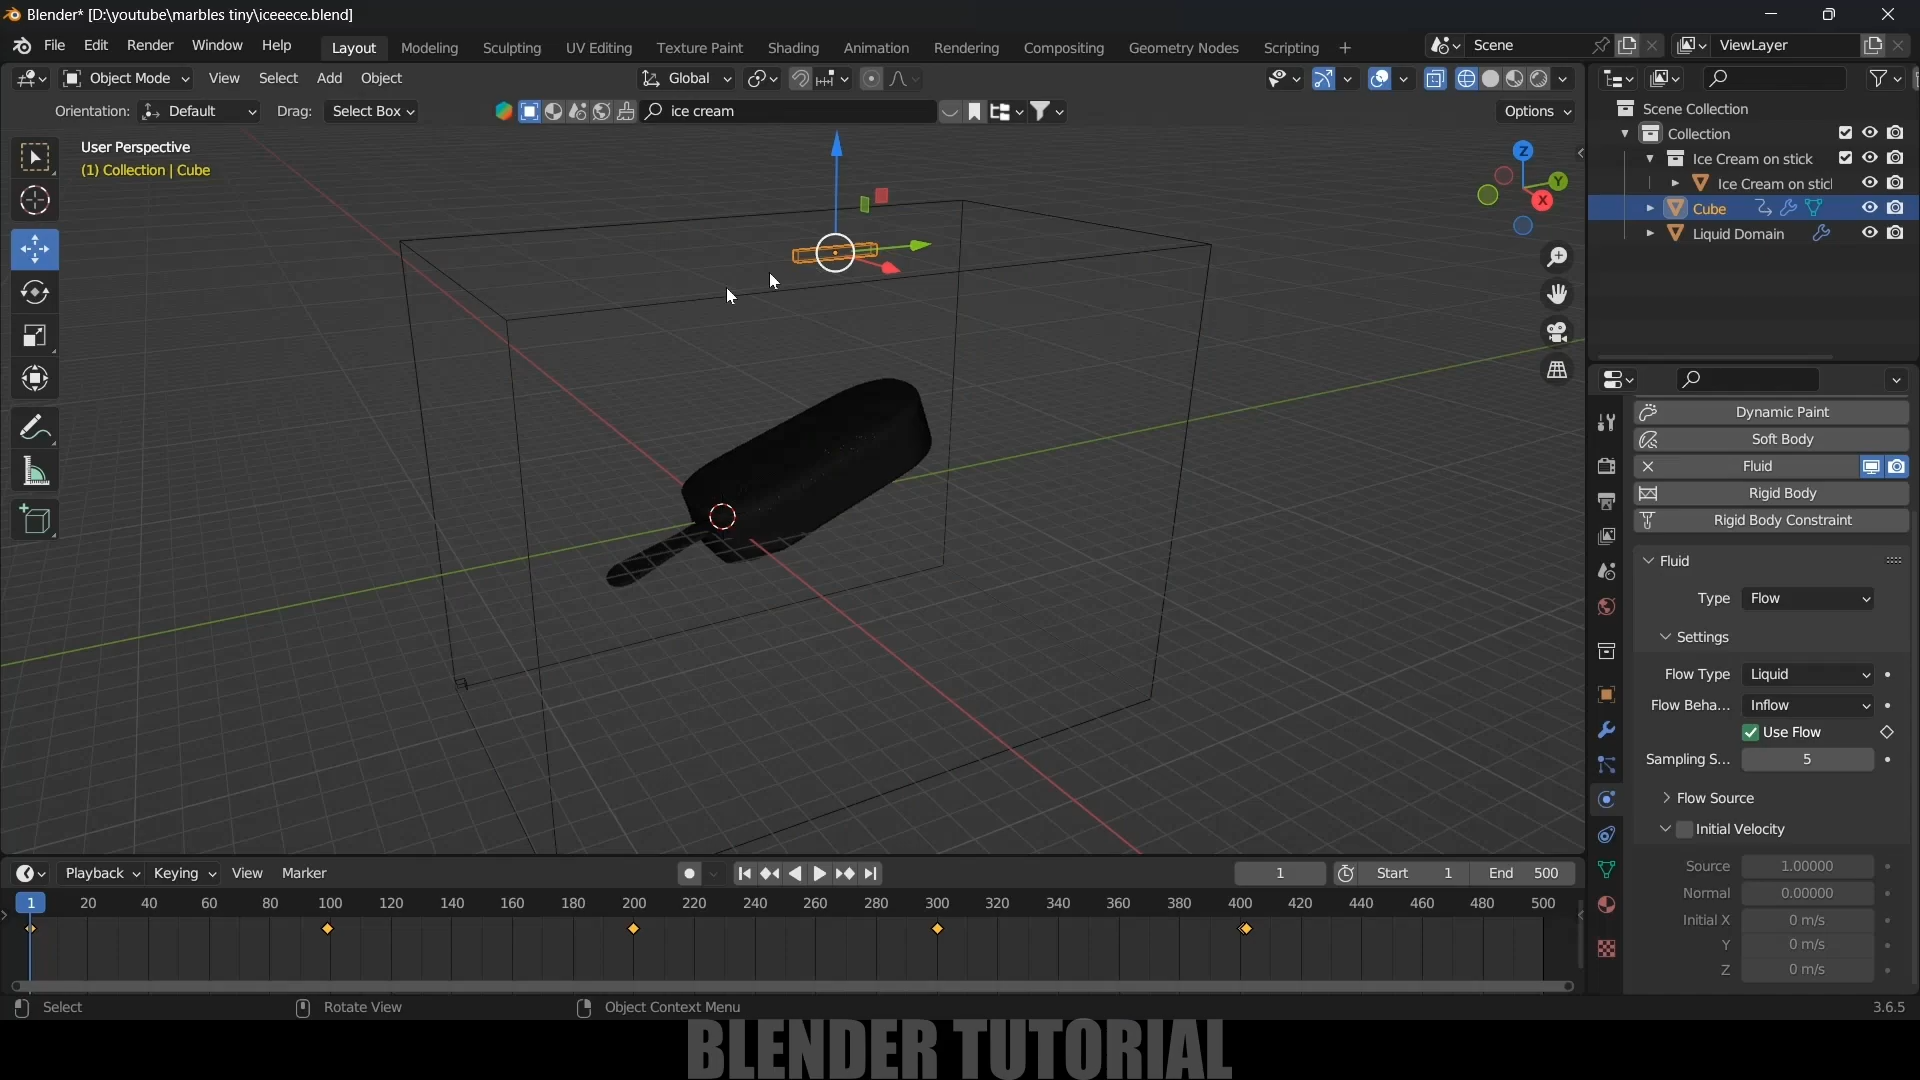 Blender* [D:\youtube\marbles tiny\iceeece.blend]
File Edit Render Window Help Layout Modeling Sculpting UV Editing Texture Paint Shading Animation Rendering Compositing Geometry Nodes Scripting + Scene ViewLayer
Object Mode View Select Add Object Global
Orientation: Default Drag: Select Box ice cream Options
User Perspective
(1) Collection | Cube
Z
Y
X
Scene Collection
Collection
Ice Cream on stick
Ice Cream on sticl
Cube
Liquid Domain
Dynamic Paint
Soft Body
Fluid
Rigid Body
Rigid Body Constraint
Fluid
Type Flow
Settings
Flow Type Liquid
Flow Beha... Inflow
Use Flow
Sampling S... 5
Flow Source
Initial Velocity
Source 1.00000
Normal 0.00000
Initial X 0 m/s
Y 0 m/s
Z 0 m/s
Playback Keying View Marker 1 Start 1 End 500
1 20 40 60 80 100 120 140 160 180 200 220 240 260 280 300 320 340 360 380 400 420 440 460 480 500
Select Rotate View Object Context Menu 3.6.5
BLENDER TUTORIAL